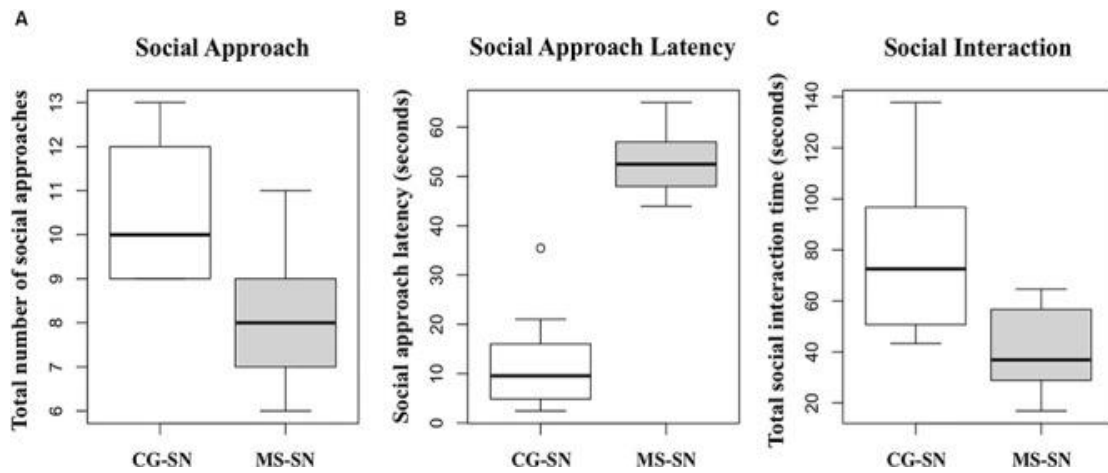 A
Social Approach
Total number of social approaches
13
12
11
10
9
8
7
6
CG-SN MS-SN
B
Social Approach Latency
Social approach latency (seconds)
60
50
40
30
20
10
0
CG-SN MS-SN
C
Social Interaction
Total social interaction time (seconds)
140
120
100
80
60
40
20
CG-SN MS-SN